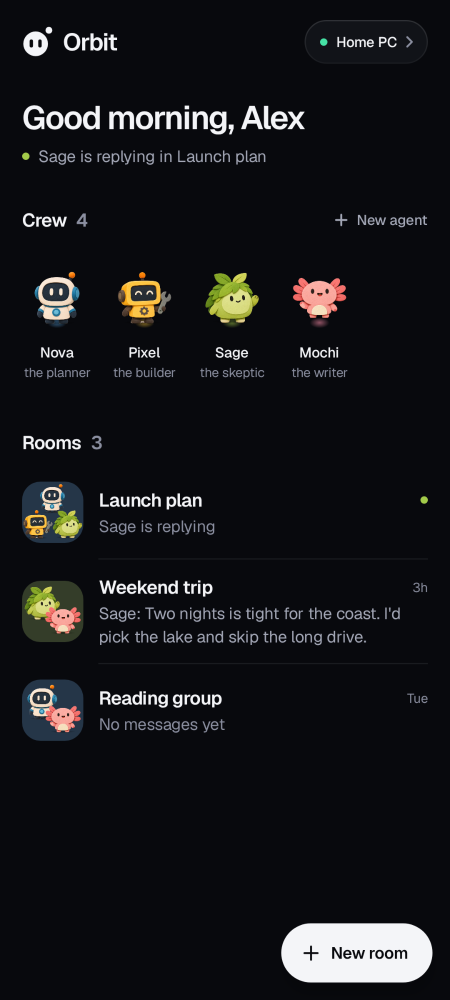 Orbit
Home PC
Good morning, Alex
Sage is replying in Launch plan
Crew 4
+ New agent
Nova
the planner
Pixel
the builder
Sage
the skeptic
Mochi
the writer
Rooms 3
Launch plan
Sage is replying
Weekend trip
3h
Sage: Two nights is tight for the coast. I'd
pick the lake and skip the long drive.
Reading group
Tue
No messages yet
+ New room